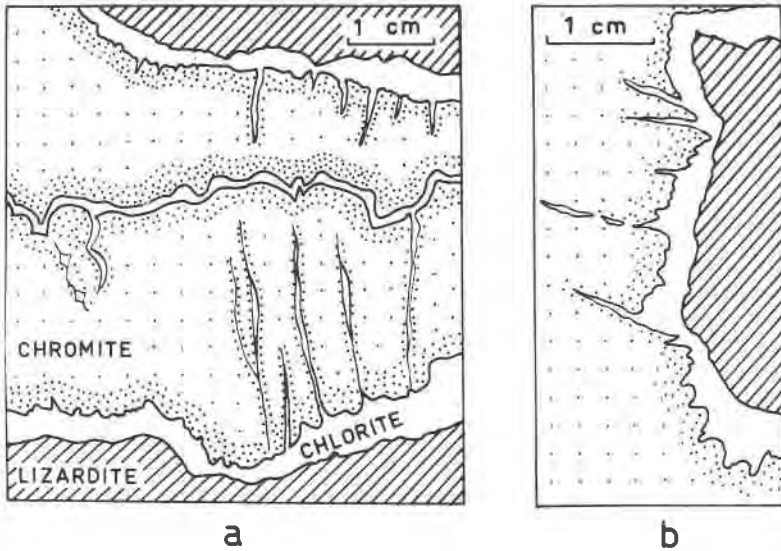 1 cm
1 cm
CHROMITE
CHLORITE
LIZARDITE
a
b